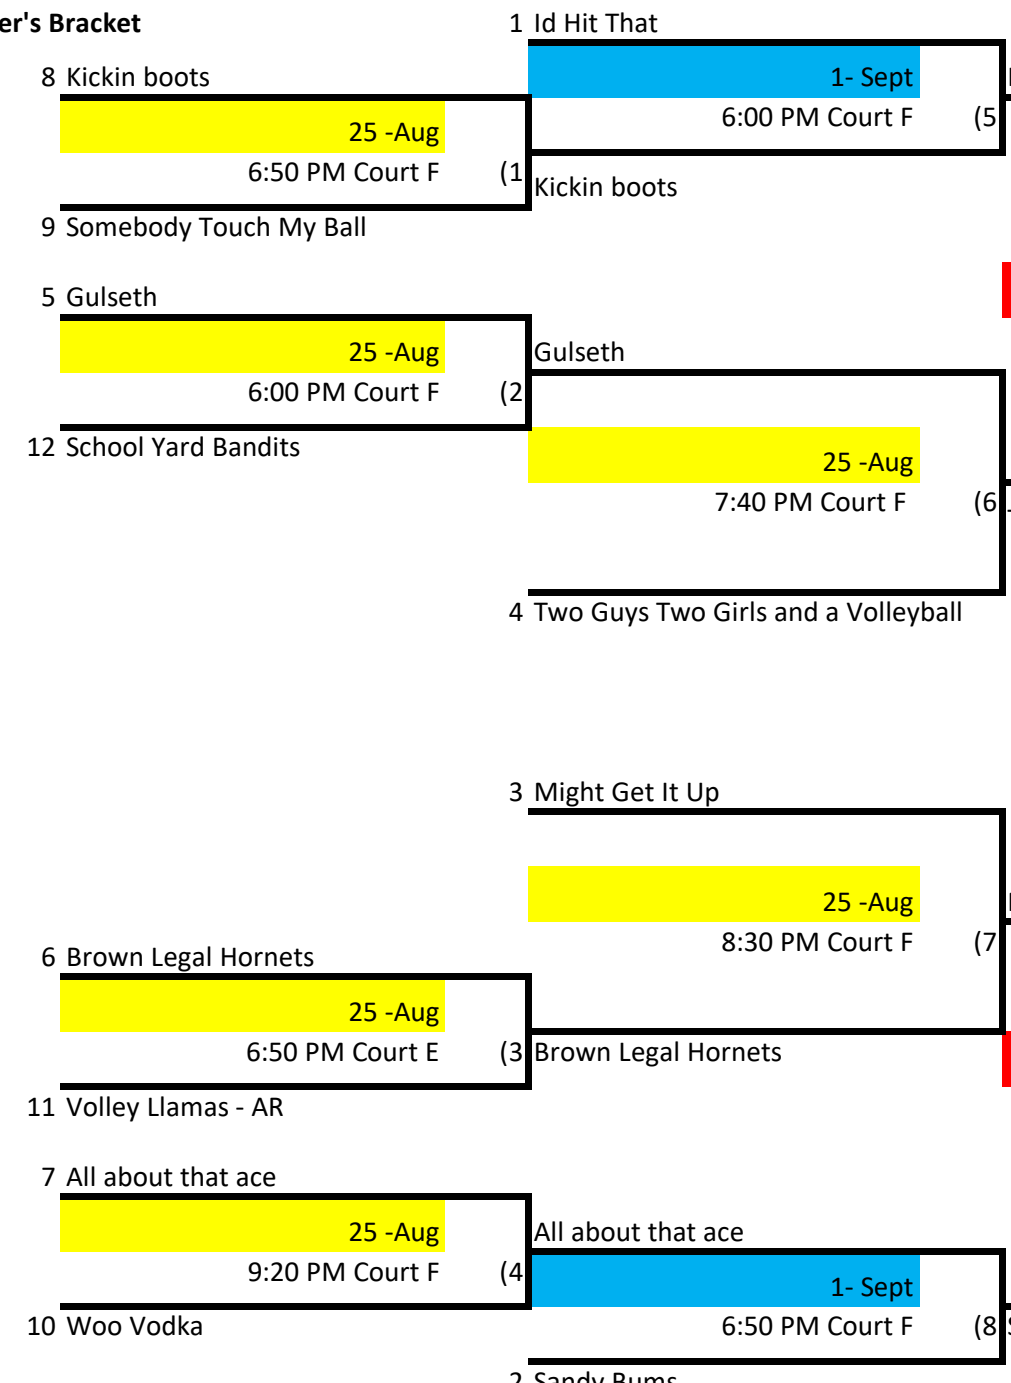 er's Bracket
1 Id Hit That
8 Kickin boots
1- Sept
25 -Aug
6:00 PM Court F (5
6:50 PM Court F (1
Kickin boots
9 Somebody Touch My Ball
5 Gulseth
25 -Aug
Gulseth
6:00 PM Court F (2
12 School Yard Bandits
25 -Aug
7:40 PM Court F (6
4 Two Guys Two Girls and a Volleyball
3 Might Get It Up
25 -Aug
8:30 PM Court F (7
6 Brown Legal Hornets
25 -Aug
6:50 PM Court E (3
Brown Legal Hornets
11 Volley Llamas - AR
7 All about that ace
25 -Aug
All about that ace
9:20 PM Court F (4
1- Sept
10 Woo Vodka
6:50 PM Court F (8
2 Sandy Bums